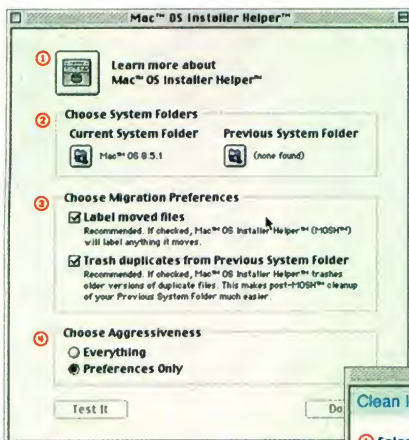 Mac™ OS Installer Helper™
1
Learn more about
Mac™ OS Installer Helper™
2
Choose System Folders
Current System Folder Previous System Folder
Mac™ OS 8.5.1 (none found)
3
Choose Migration Preferences
Label moved files
Recommended. If checked, Mac™ OS Installer Helper™ (MOSH™)
will label anything it moves.
Trash duplicates from Previous System Folder
Recommended. If checked, Mac™ OS Installer Helper™ trashes
older versions of duplicate files. This makes post-MOSH™ cleanup
of your Previous System Folder much easier.
4
Choose Aggressiveness
Everything
Preferences Only
Test It Do
Clean I